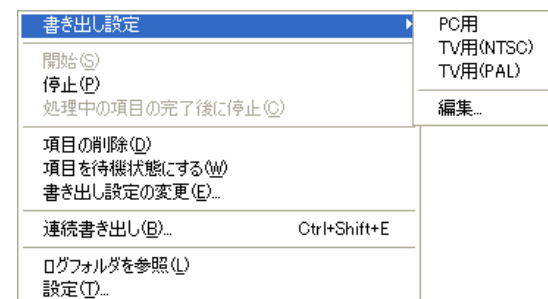 書き出し設定
開始(S)
停止(P)
処理中の項目の完了後に停止(C)
項目の削除(D)
項目を待機状態にする(W)
書き出し設定の変更(E)...
連続書き出し(B)... Ctrl+Shift+E
ログフォルダを参照(L)
設定(T)...
PC用
TV用(NTSC)
TV用(PAL)
編集...